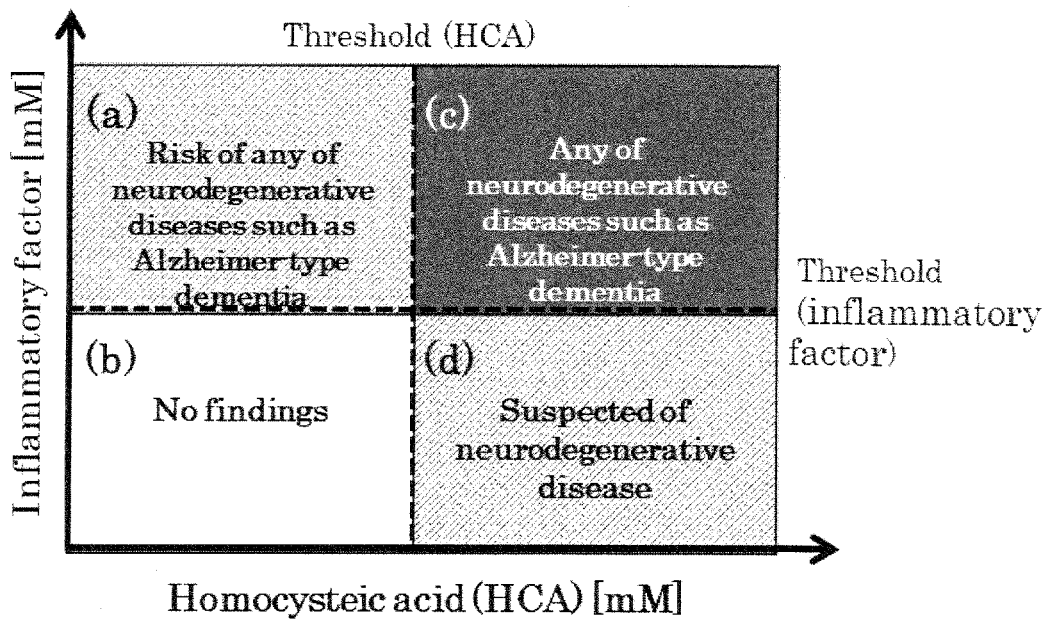 Threshold (HCA)
Inflammatory factor [mM]
(a)
Risk of any of
neurodegenerative
diseases such as
Alzheimer type
dementia
(c)
Any of
neurodegenerative
diseases such as
Alzheimer type
dementia
Threshold
(inflammatory
factor)
(b)
No findings
(d)
Suspected of
neurodegenerative
disease
Homocysteic acid (HCA) [mM]